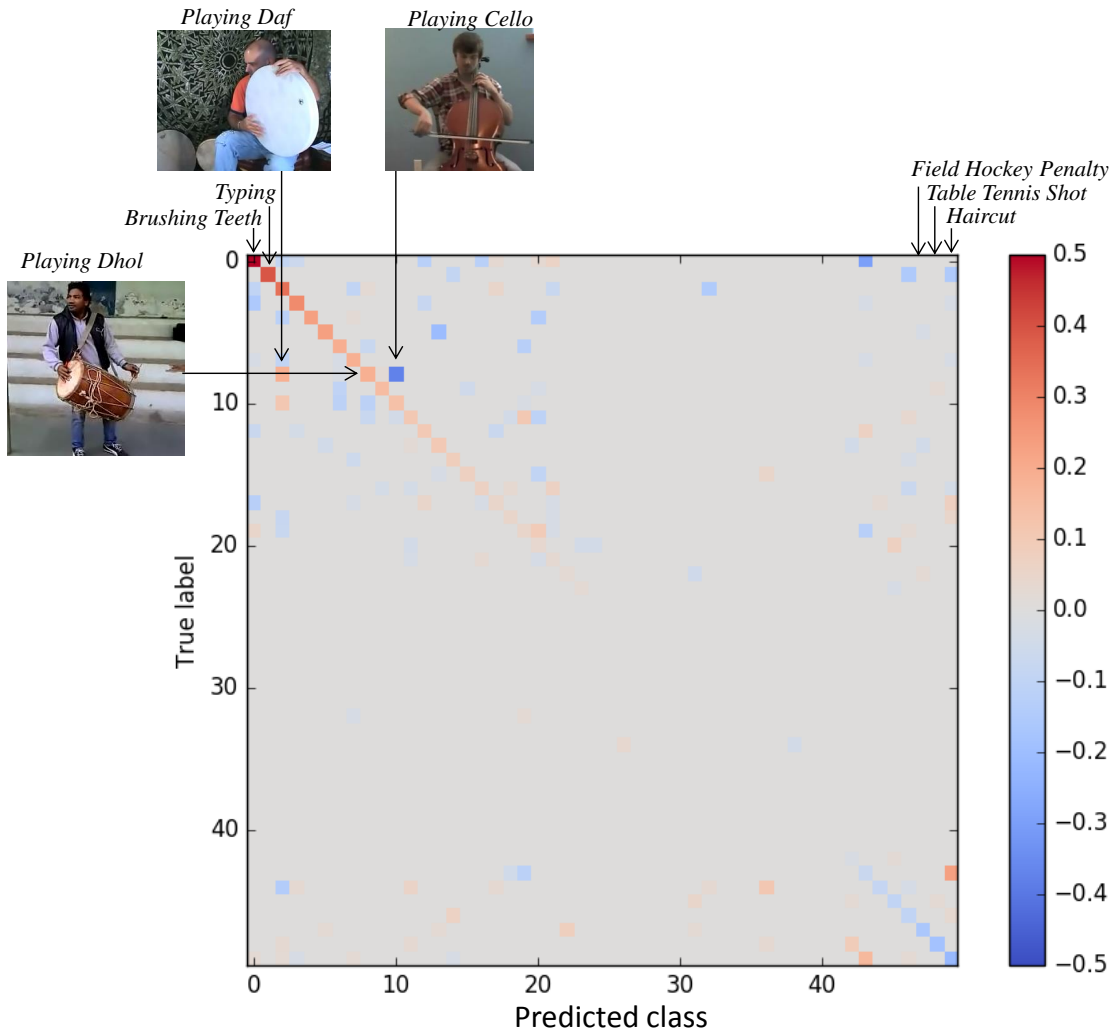 Playing Daf
Playing Cello
Field Hockey Penalty
Typing
Table Tennis Shot
Brushing Teeth
Haircut
Playing Dhol
0
10
20
30
40
True label
0
10
20
30
40
Predicted class
0.5
0.4
0.3
0.2
0.1
0.0
−0.1
−0.2
−0.3
−0.4
−0.5